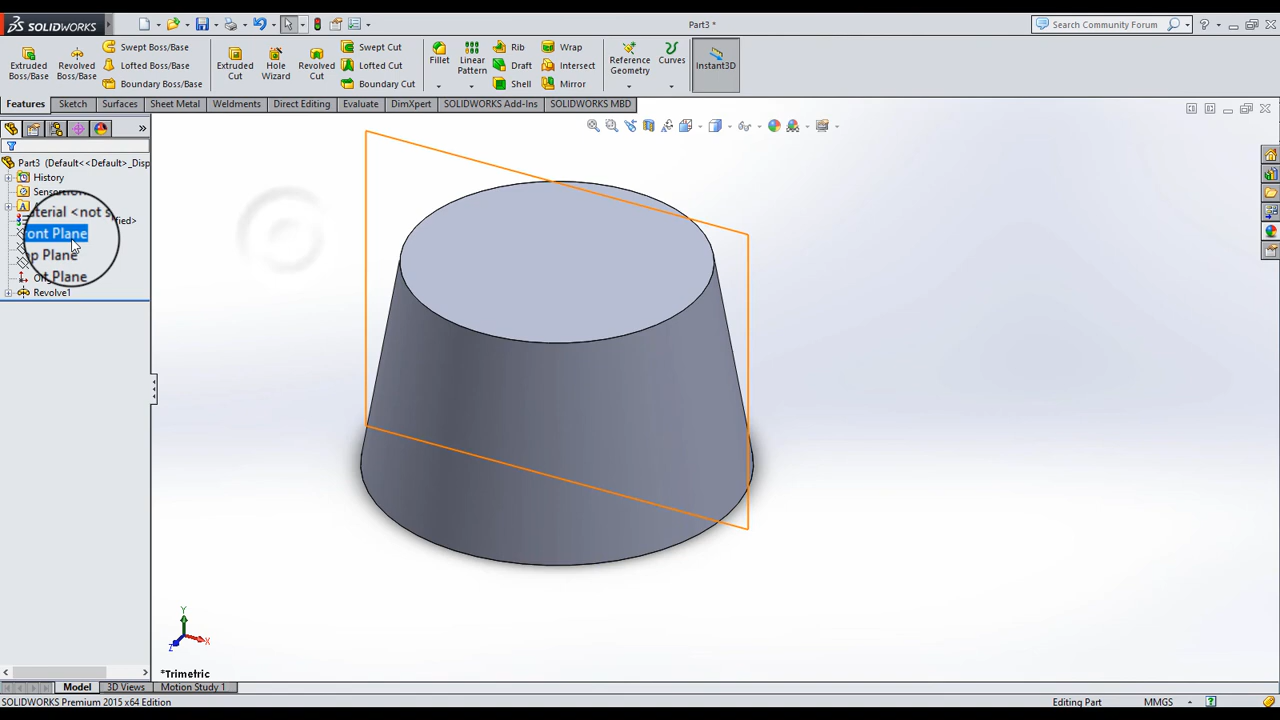 SOLIDWORKS
Part3 *
Search Community Forum
Extruded Boss/Base
Revolved Boss/Base
Swept Boss/Base
Lofted Boss/Base
Boundary Boss/Base
Extruded Cut
Hole Wizard
Revolved Cut
Swept Cut
Lofted Cut
Boundary Cut
Fillet
Linear Pattern
Rib
Draft
Shell
Wrap
Intersect
Mirror
Reference Geometry
Curves
Instant3D
Features
Sketch
Surfaces
Sheet Metal
Weldments
Direct Editing
Evaluate
DimXpert
SOLIDWORKS Add-Ins
SOLIDWORKS MBD
Part3 (Default<<Default>_Disp
History
aterial <not s
fied>
ont Plane
p Plane
Plane
Revolve1
Y
X
Z
*Trimetric
Model
3D Views
Motion Study 1
SOLIDWORKS Premium 2015 x64 Edition
Editing Part
MMGS